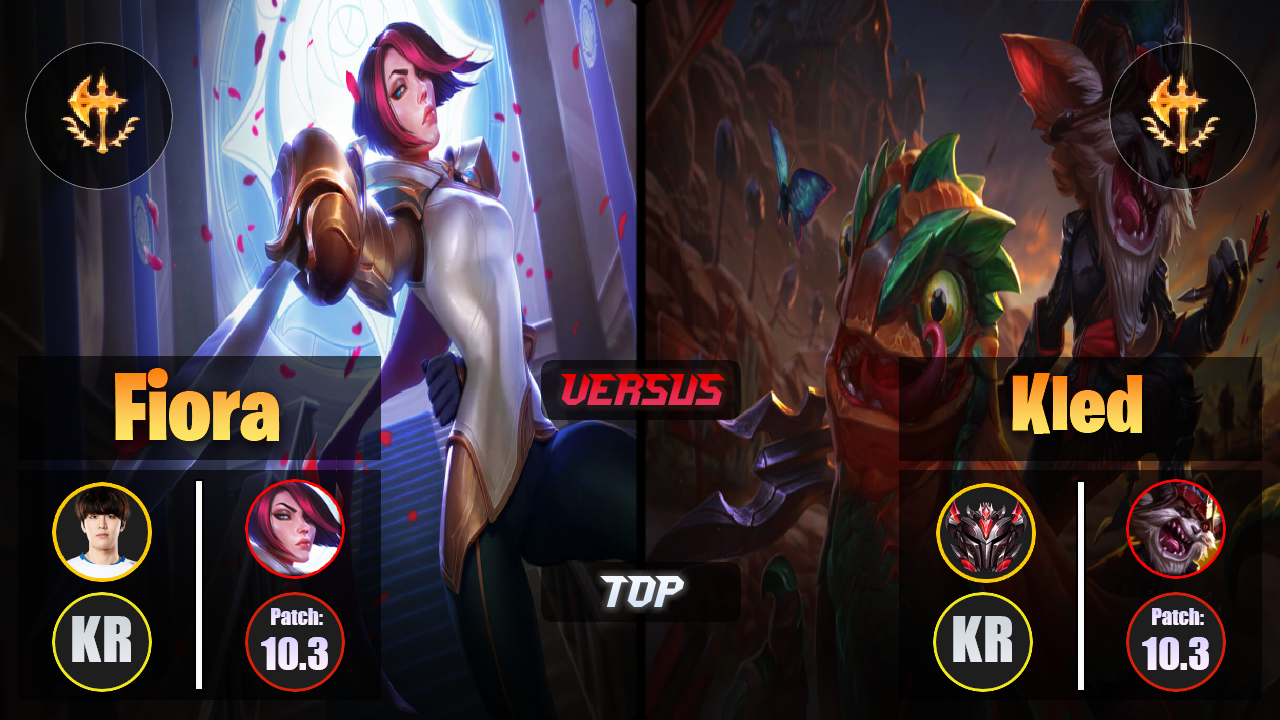 Fiora
VERSUS
Kled
TOP
KR
Patch:
10.3
KR
Patch:
10.3